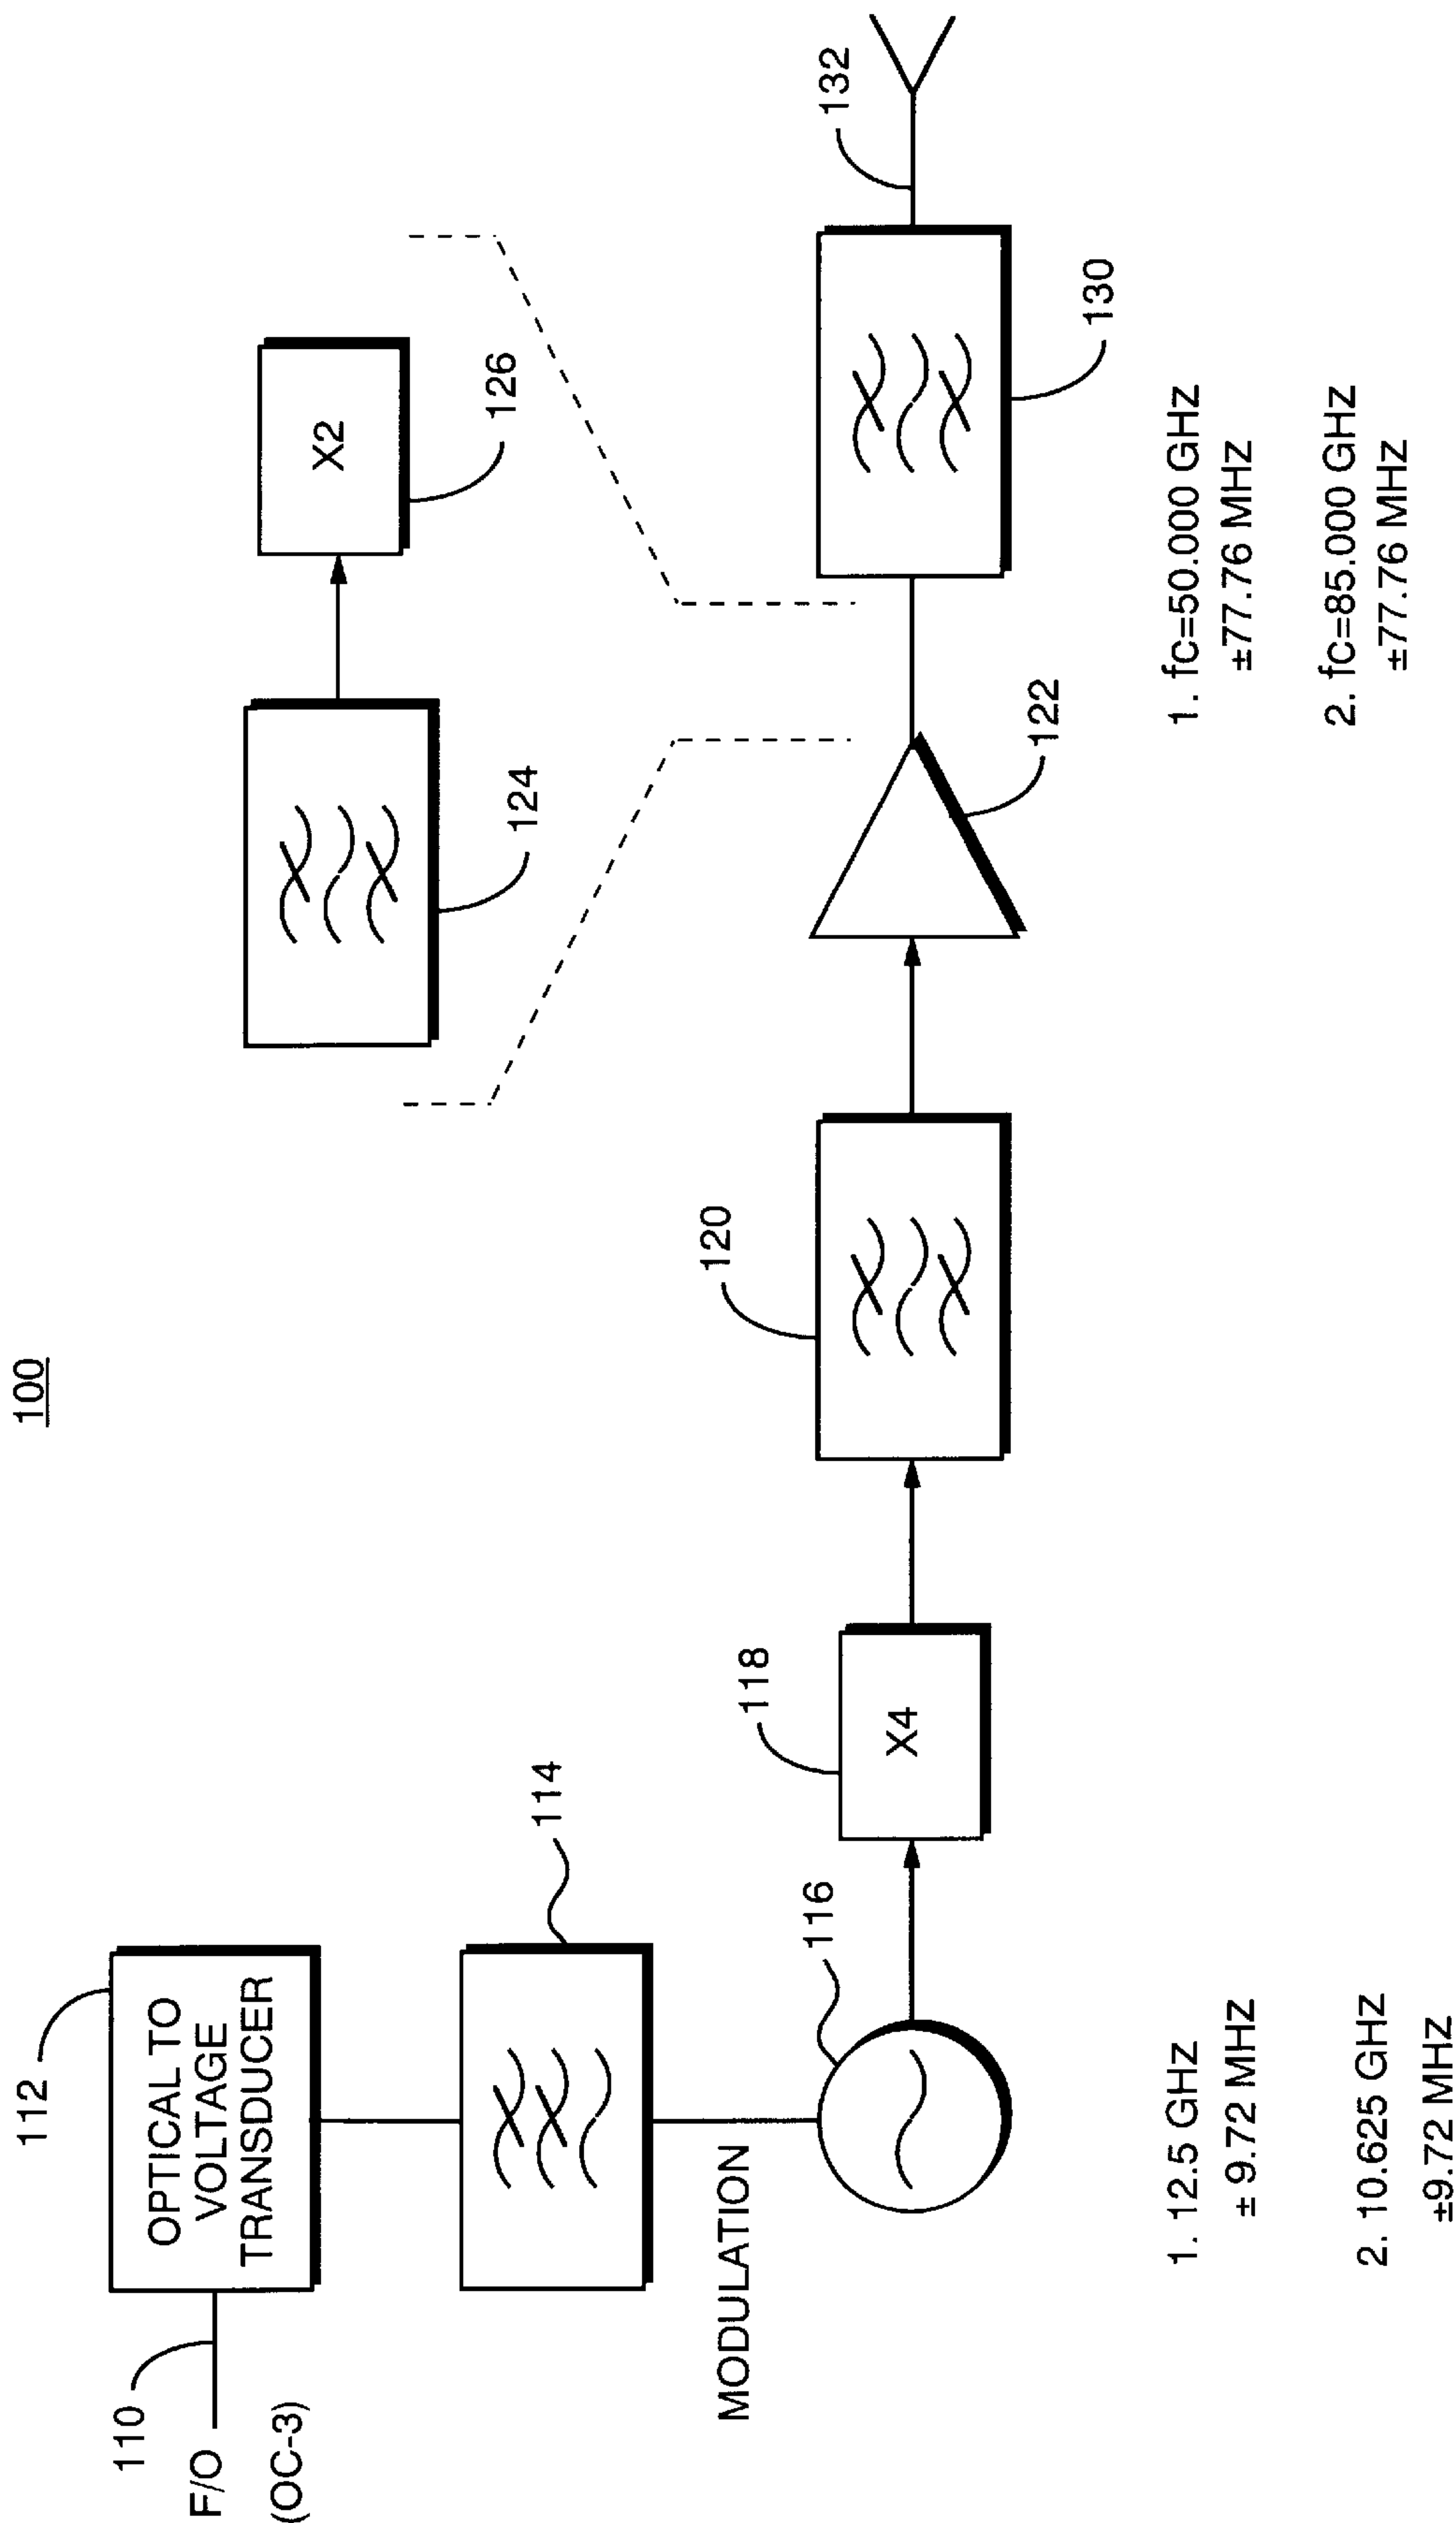 100
112
OPTICAL TO
VOLTAGE
TRANSDUCER
110
F/O
(OC-3)
114
MODULATION
116
118
X4
120
122
124
X2
126
130
132
1. 12.5 GHz
± 9.72 MHz
2. 10.625 GHz
±9.72 MHz
1. fc=50.000 GHz
±77.76 MHz
2. fc=85.000 GHz
±77.76 MHz